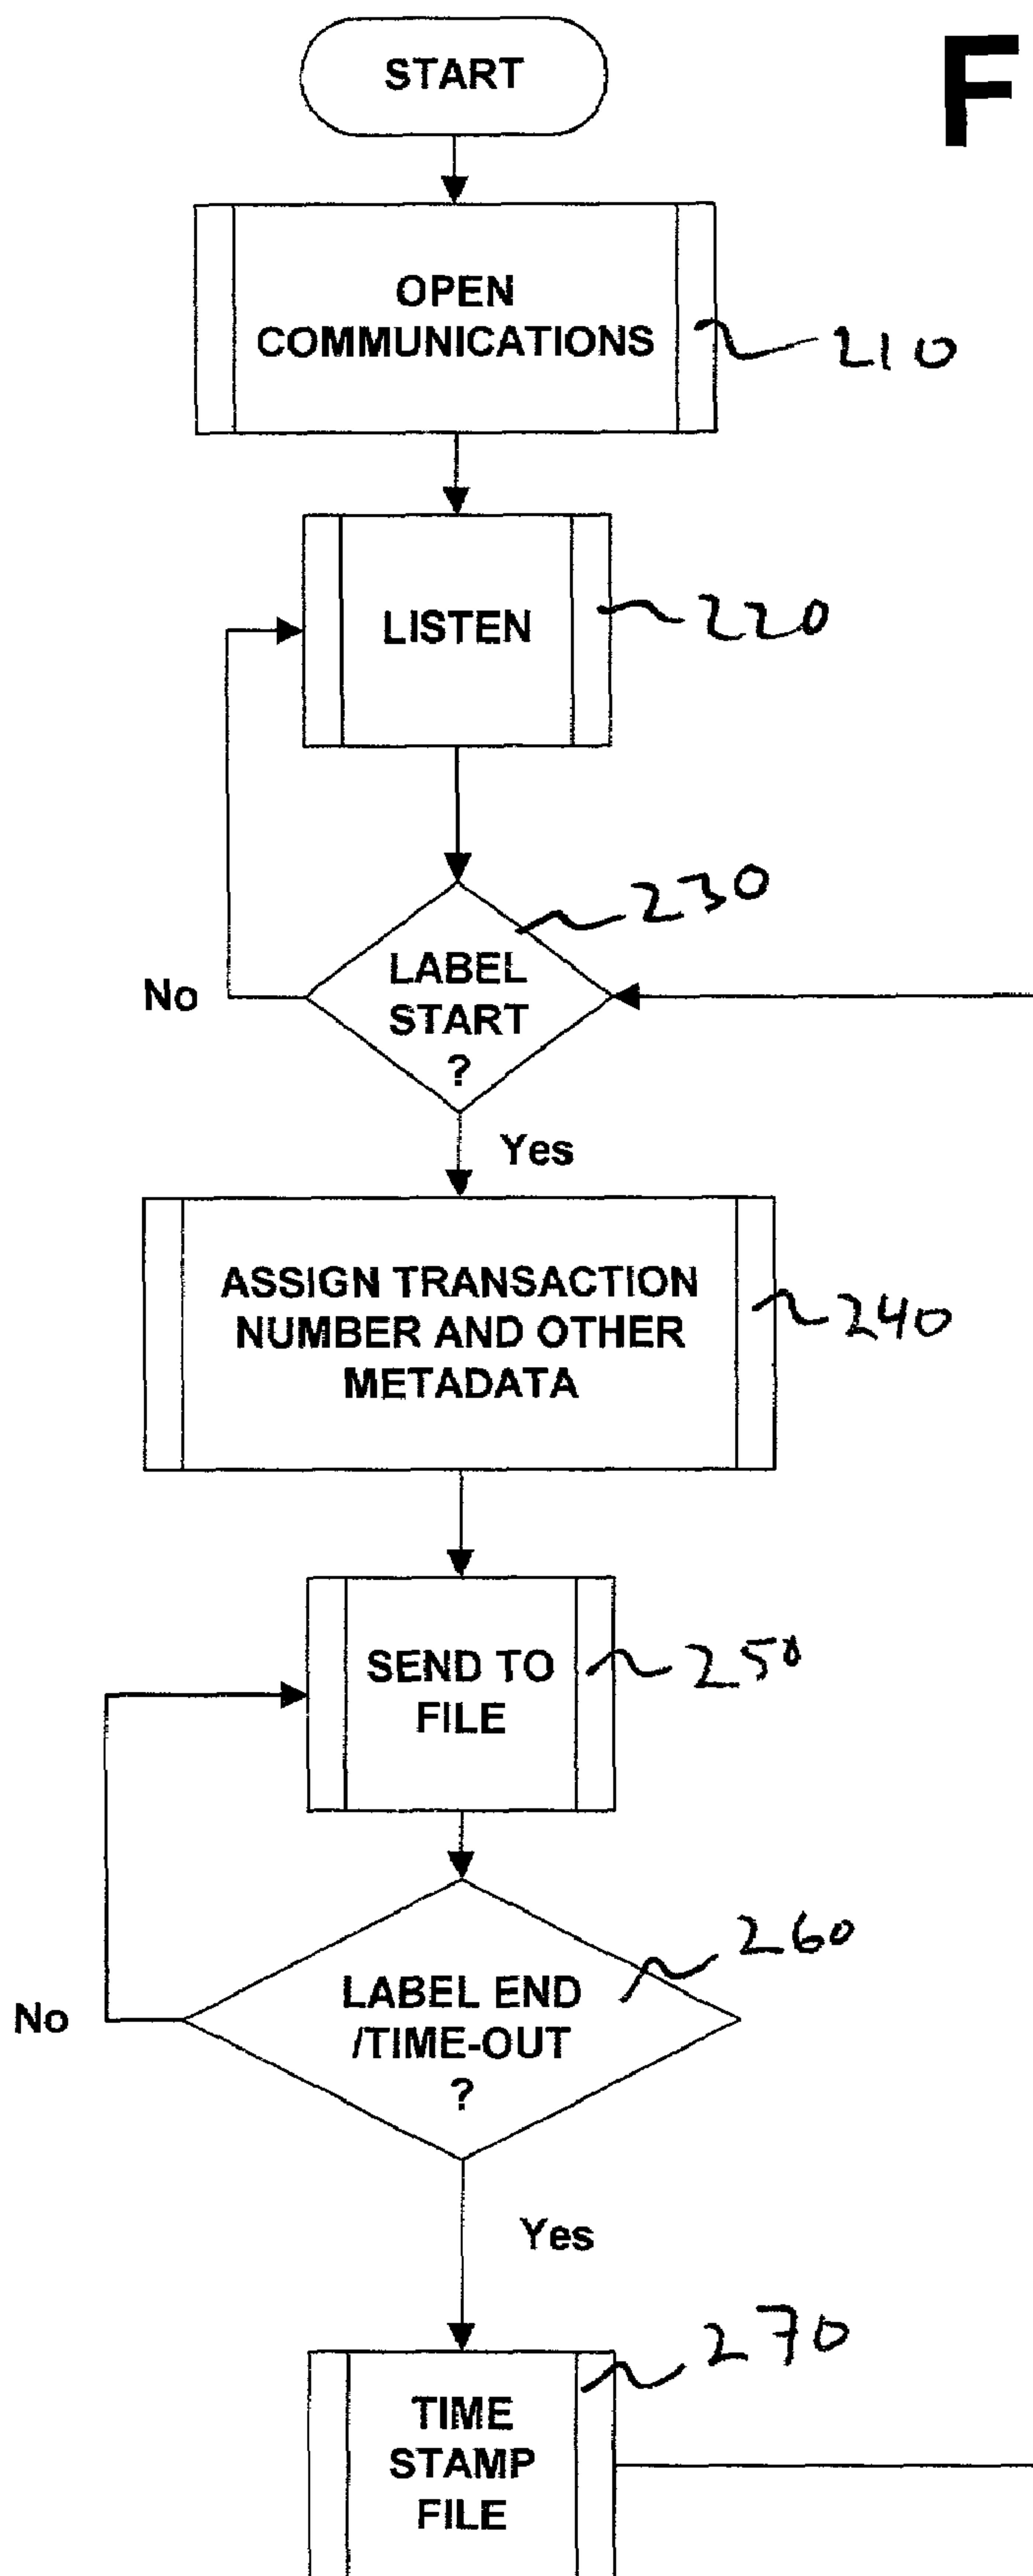 START
F
OPEN
COMMUNICATIONS
210
LISTEN
220
230
LABEL
START
?
No
Yes
ASSIGN TRANSACTION
NUMBER AND OTHER
METADATA
240
SEND TO
FILE
250
260
LABEL END
/TIME-OUT
?
No
Yes
270
TIME
STAMP
FILE